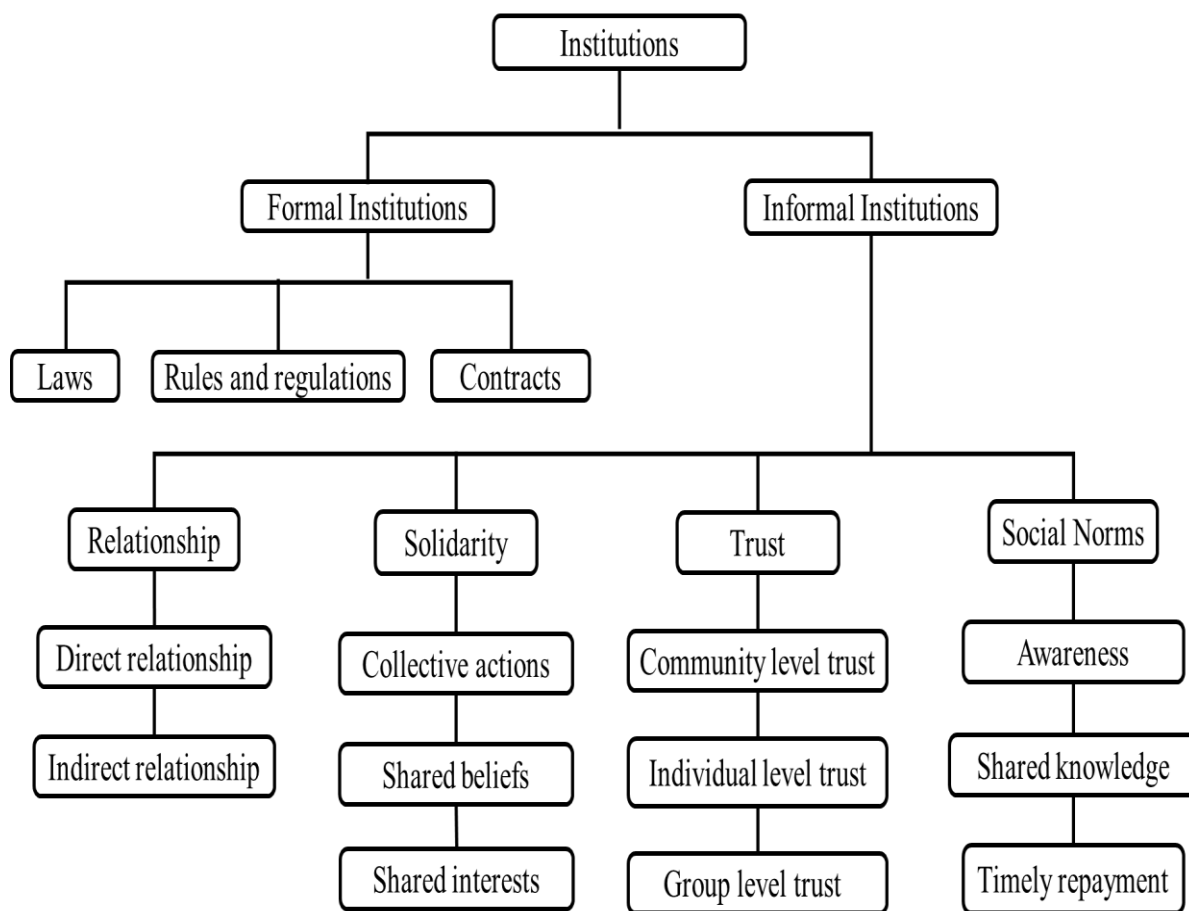 Institutions
Formal Institutions
Informal Institutions
Laws
Rules and regulations
Contracts
Relationship
Solidarity
Trust
Social Norms
Direct relationship
Collective actions
Community level trust
Awareness
Indirect relationship
Shared beliefs
Individual level trust
Shared knowledge
Shared interests
Group level trust
Timely repayment